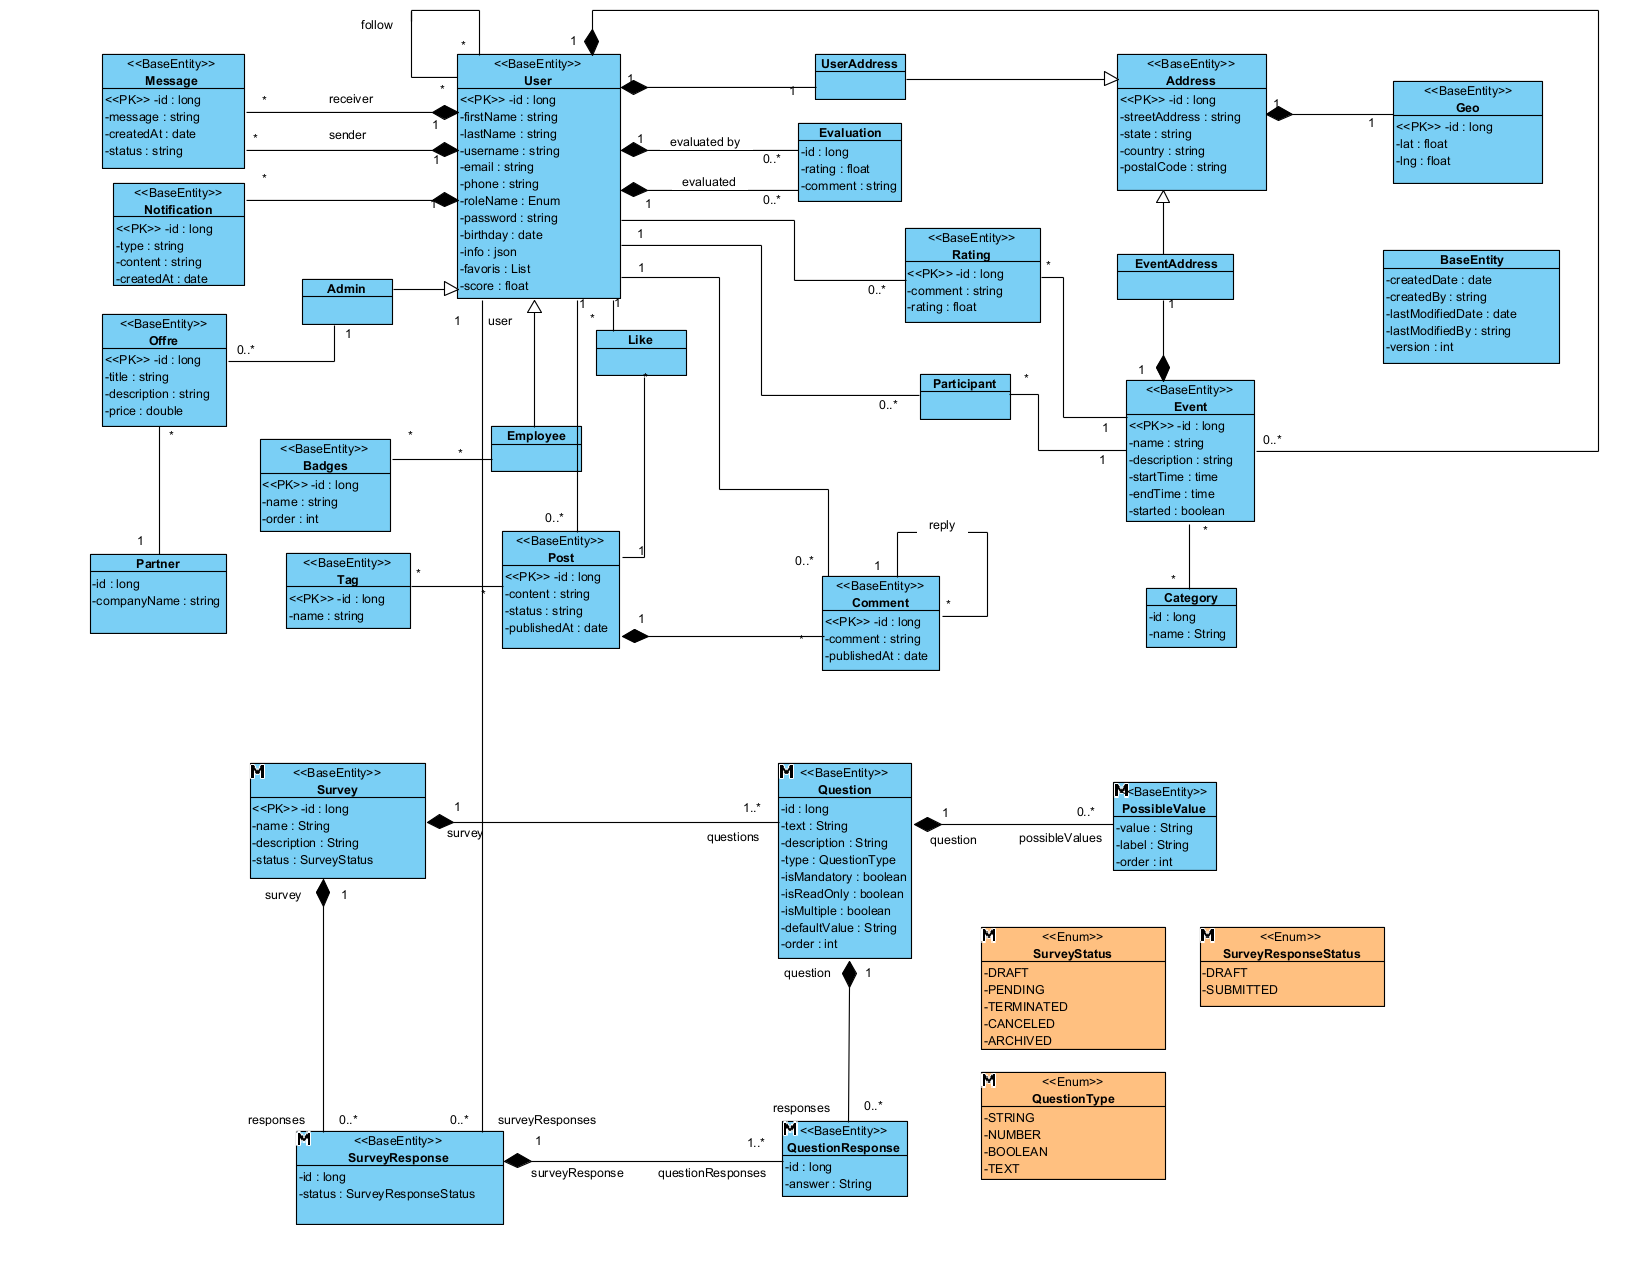 follow
*
*
1
<<BaseEntity>>
Message
<<PK>> -id : long
-message : string
-createdAt : date
-status : string
*
receiver
1
*
sender
1
<<BaseEntity>>
User
<<PK>> -id : long
-firstName : string
-lastName : string
-username : string
-email : string
-phone : string
-roleName : Enum
-password : string
-birthday : date
-info : json
-favoris : List
-score : float
1
1
UserAddress
<<BaseEntity>>
Address
<<PK>> -id : long
-streetAddress : string
-state : string
-country : string
-postalCode : string
1
1
<<BaseEntity>>
Geo
<<PK>> -id : long
-lat : float
-lng : float
1
evaluated by
0..*
evaluated
1
0..*
Evaluation
-id : long
-rating : float
-comment : string
<<BaseEntity>>
Notification
<<PK>> -id : long
-type : string
-content : string
-createdAt : date
*
1
1
0..*
<<BaseEntity>>
Rating
<<PK>> -id : long
-comment : string
-rating : float
*
1
EventAddress
1
1
BaseEntity
-createdDate : date
-createdBy : string
-lastModifiedDate : date
-lastModifiedBy : string
-version : int
Admin
1
0..*
<<BaseEntity>>
Offre
<<PK>> -id : long
-title : string
-description : string
-price : double
*
1
1
user
1
*
1
Like
*
1
1
0..*
Participant
*
1
<<BaseEntity>>
Event
<<PK>> -id : long
-name : string
-description : string
-startTime : time
-endTime : time
-started : boolean
0..*
*
*
Category
-id : long
-name : String
<<BaseEntity>>
Badges
<<PK>> -id : long
-name : string
-order : int
*
*
Employee
Partner
-id : long
-companyName : string
<<BaseEntity>>
Tag
<<PK>> -id : long
-name : string
*
*
0..*
<<BaseEntity>>
Post
<<PK>> -id : long
-content : string
-status : string
-publishedAt : date
1
*
0..*
reply
1
*
<<BaseEntity>>
Comment
<<PK>> -id : long
-comment : string
-publishedAt : date
M
<<BaseEntity>>
Survey
<<PK>> -id : long
-name : String
-description : String
-status : SurveyStatus
1
survey
1..*
questions
M
<<BaseEntity>>
Question
-id : long
-text : String
-description : String
-type : QuestionType
-isMandatory : boolean
-isReadOnly : boolean
-isMultiple : boolean
-defaultValue : String
-order : int
1
question
0..*
possibleValues
M
<<BaseEntity>>
PossibleValue
-value : String
-label : String
-order : int
survey
1
question
1
M
<<Enum>>
SurveyStatus
-DRAFT
-PENDING
-TERMINATED
-CANCELED
-ARCHIVED
M
<<Enum>>
SurveyResponseStatus
-DRAFT
-SUBMITTED
M
<<Enum>>
QuestionType
-STRING
-NUMBER
-BOOLEAN
-TEXT
responses
0..*
0..*
surveyResponses
responses
0..*
M
<<BaseEntity>>
SurveyResponse
-id : long
-status : SurveyResponseStatus
1
surveyResponse
1..*
questionResponses
M
<<BaseEntity>>
QuestionResponse
-id : long
-answer : String